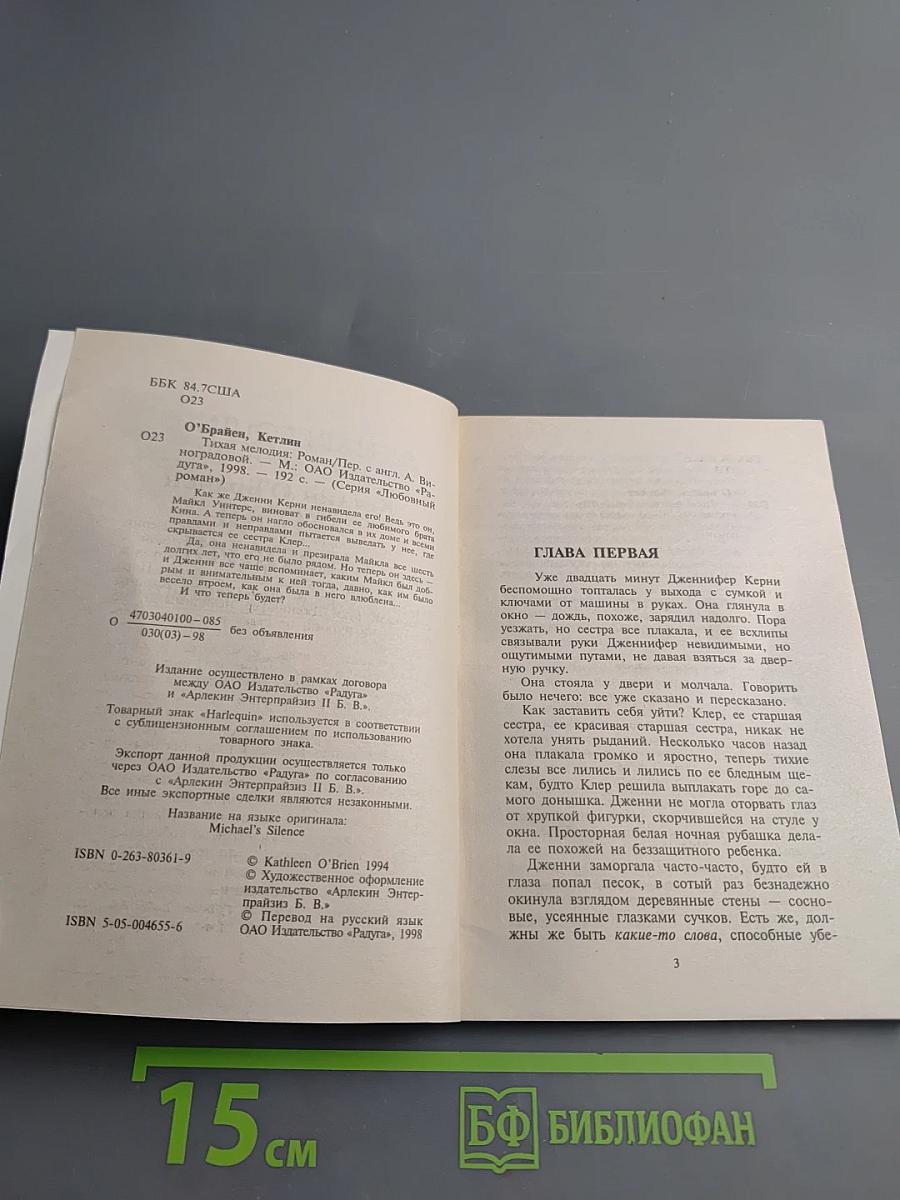 ББК 84.7США
О23
О'Брайен, Кетлин
О23
Тихая мелодия: Роман/Пер. с англ. А. Ви-
ноградовой. — М.: ОАО Издательство «Ра-
дуга», 1998. — 192 с. — (Серия «Любовный
роман»)
Как же Дженни Керни ненавидела его! Ведь это он,
Майкл Уинтерс, виноват в гибели ее любимого брата
Кина. А теперь он нагло обосновался в их доме и всеми
правдами и неправдами пытается выведать у нее, где
скрывается ее сестра Клер...
Да, она ненавидела и презирала Майкла все шесть
долгих лет, что его не было рядом. Но теперь он здесь —
и Дженни все чаще вспоминает, каким Майкл был доб-
рым и внимательным к ней тогда, давно, как им было
весело втроем, как она была в него влюблена...
И что теперь будет?
О 4703040100–085
030(03)–98 без объявления
Издание осуществлено в рамках договора
между ОАО Издательство «Радуга»
и «Арлекин Энтерпрайзиз II Б. В.».
Товарный знак «Harlequin» используется в соответствии
с сублицензионным соглашением по использованию
товарного знака.
Экспорт данной продукции осуществляется только
через ОАО Издательство «Радуга» по согласованию
с «Арлекин Энтерпрайзиз II Б. В.».
Все иные экспортные сделки являются незаконными.
Название на языке оригинала:
Michael's Silence
ISBN 0-263-80361-9
© Kathleen O'Brien 1994
© Художественное оформление
издательство «Арлекин Энтер-
прайзиз Б. В.»
ISBN 5-05-004655-6
© Перевод на русский язык
ОАО Издательство «Радуга», 1998
ГЛАВА ПЕРВАЯ
Уже двадцать минут Дженнифер Керни
беспомощно топталась у выхода с сумкой и
ключами от машины в руках. Она глянула в
окно — дождь, похоже, зарядил надолго. Пора
уезжать, но сестра все плакала, и ее всхлипы
связывали руки Дженнифер невидимыми, но
ощутимыми путами, не давая взяться за двер-
ную ручку.
Она стояла у двери и молчала. Говорить
было нечего: все уже сказано и пересказано.
Как заставить себя уйти? Клер, ее старшая
сестра, ее красивая старшая сестра, никак не
хотела унять рыданий. Несколько часов назад
она плакала громко и яростно, теперь тихие
слезы все лились и лились по ее бледным ще-
кам, будто Клер решила выплакать горе до са-
мого донышка. Дженни не могла оторвать глаз
от хрупкой фигурки, скорчившейся на стуле у
окна. Просторная белая ночная рубашка дела-
ла ее похожей на беззащитного ребенка.
Дженни заморгала часто-часто, будто ей в
глаза попал песок, в сотый раз безнадежно
окинула взглядом деревянные стены — сосно-
вые, усеянные глазками сучков. Есть же, дол-
жны же быть какие-то слова, способные убе-
3
15 см
БФ БИБЛИОФАН